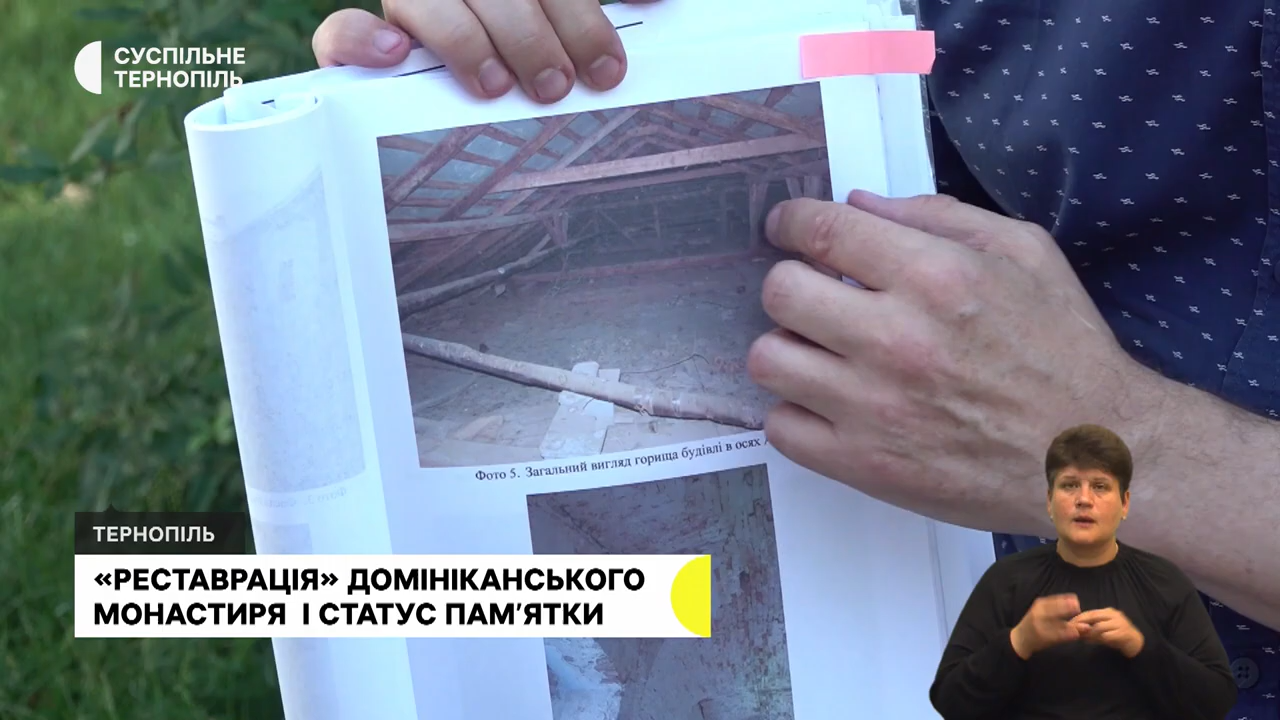 СУСПІЛЬНЕ
ТЕРНОПІЛЬ
Фото 5. Загальний вигляд горища будівлі в осях
ТЕРНОПІЛЬ
«РЕСТАВРАЦІЯ» ДОМІНІКАНСЬКОГО
МОНАСТИРЯ І СТАТУС ПАМ’ЯТКИ